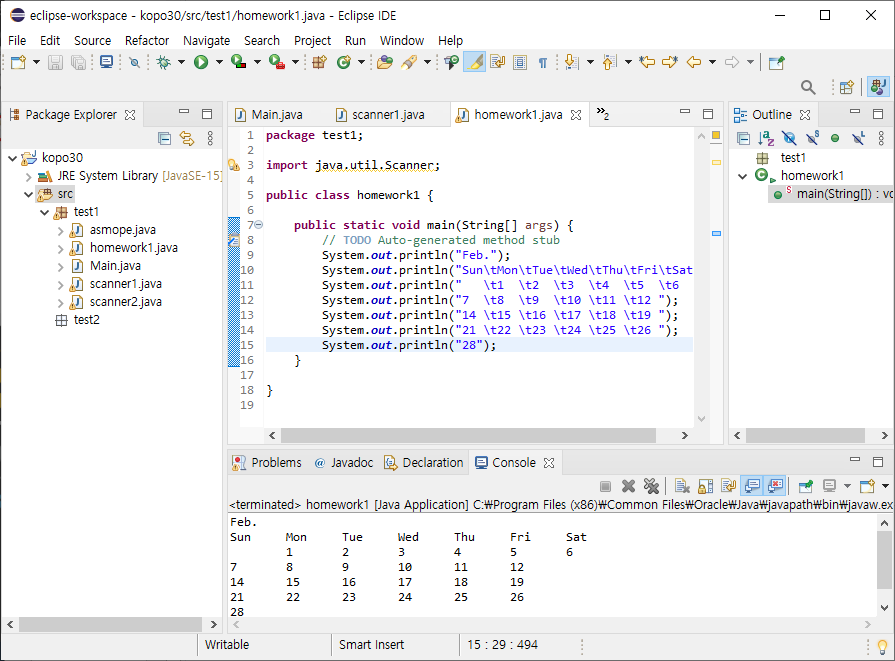 eclipse-workspace - kopo30/src/test1/homework1.java - Eclipse IDE
File Edit Source Refactor Navigate Search Project Run Window Help
Package Explorer
kopo30
JRE System Library [JavaSE-15]
src
test1
asmope.java
homework1.java
Main.java
scanner1.java
scanner2.java
test2
Main.java scanner1.java homework1.java »2
1 package test1;
2
3 import java.util.Scanner;
4
5 public class homework1 {
6
7 public static void main(String[] args) {
8 // TODO Auto-generated method stub
9 System.out.println("Feb.");
10 System.out.println("Sun\tMon\tTue\tWed\tThu\tFri\tSat
11 System.out.println("   \t1  \t2  \t3  \t4  \t5  \t6
12 System.out.println("7  \t8  \t9  \t10 \t11 \t12 ");
13 System.out.println("14 \t15 \t16 \t17 \t18 \t19 ");
14 System.out.println("21 \t22 \t23 \t24 \t25 \t26 ");
15 System.out.println("28");
16 }
17
18 }
19
Outline
test1
homework1
main(String[]) : vo
Problems @ Javadoc Declaration Console
<terminated> homework1 [Java Application] C:₩Program Files (x86)₩Common Files₩Oracle₩Java₩javapath₩bin₩javaw.ex
Feb.
Sun Mon Tue Wed Thu Fri Sat
1 2 3 4 5 6
7 8 9 10 11 12
14 15 16 17 18 19
21 22 23 24 25 26
28
Writable Smart Insert 15 : 29 : 494